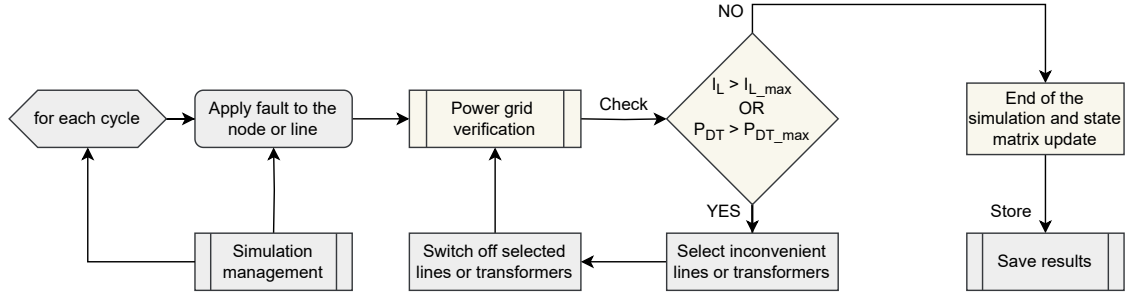 NO
for each cycle
Apply fault to the
node or line
Power grid
verification
Check
I_L > I_L_max
OR
P_DT > P_DT_max
End of the
simulation and state
matrix update
YES
Store
Simulation
management
Switch off selected
lines or transformers
Select inconvenient
lines or transformers
Save results